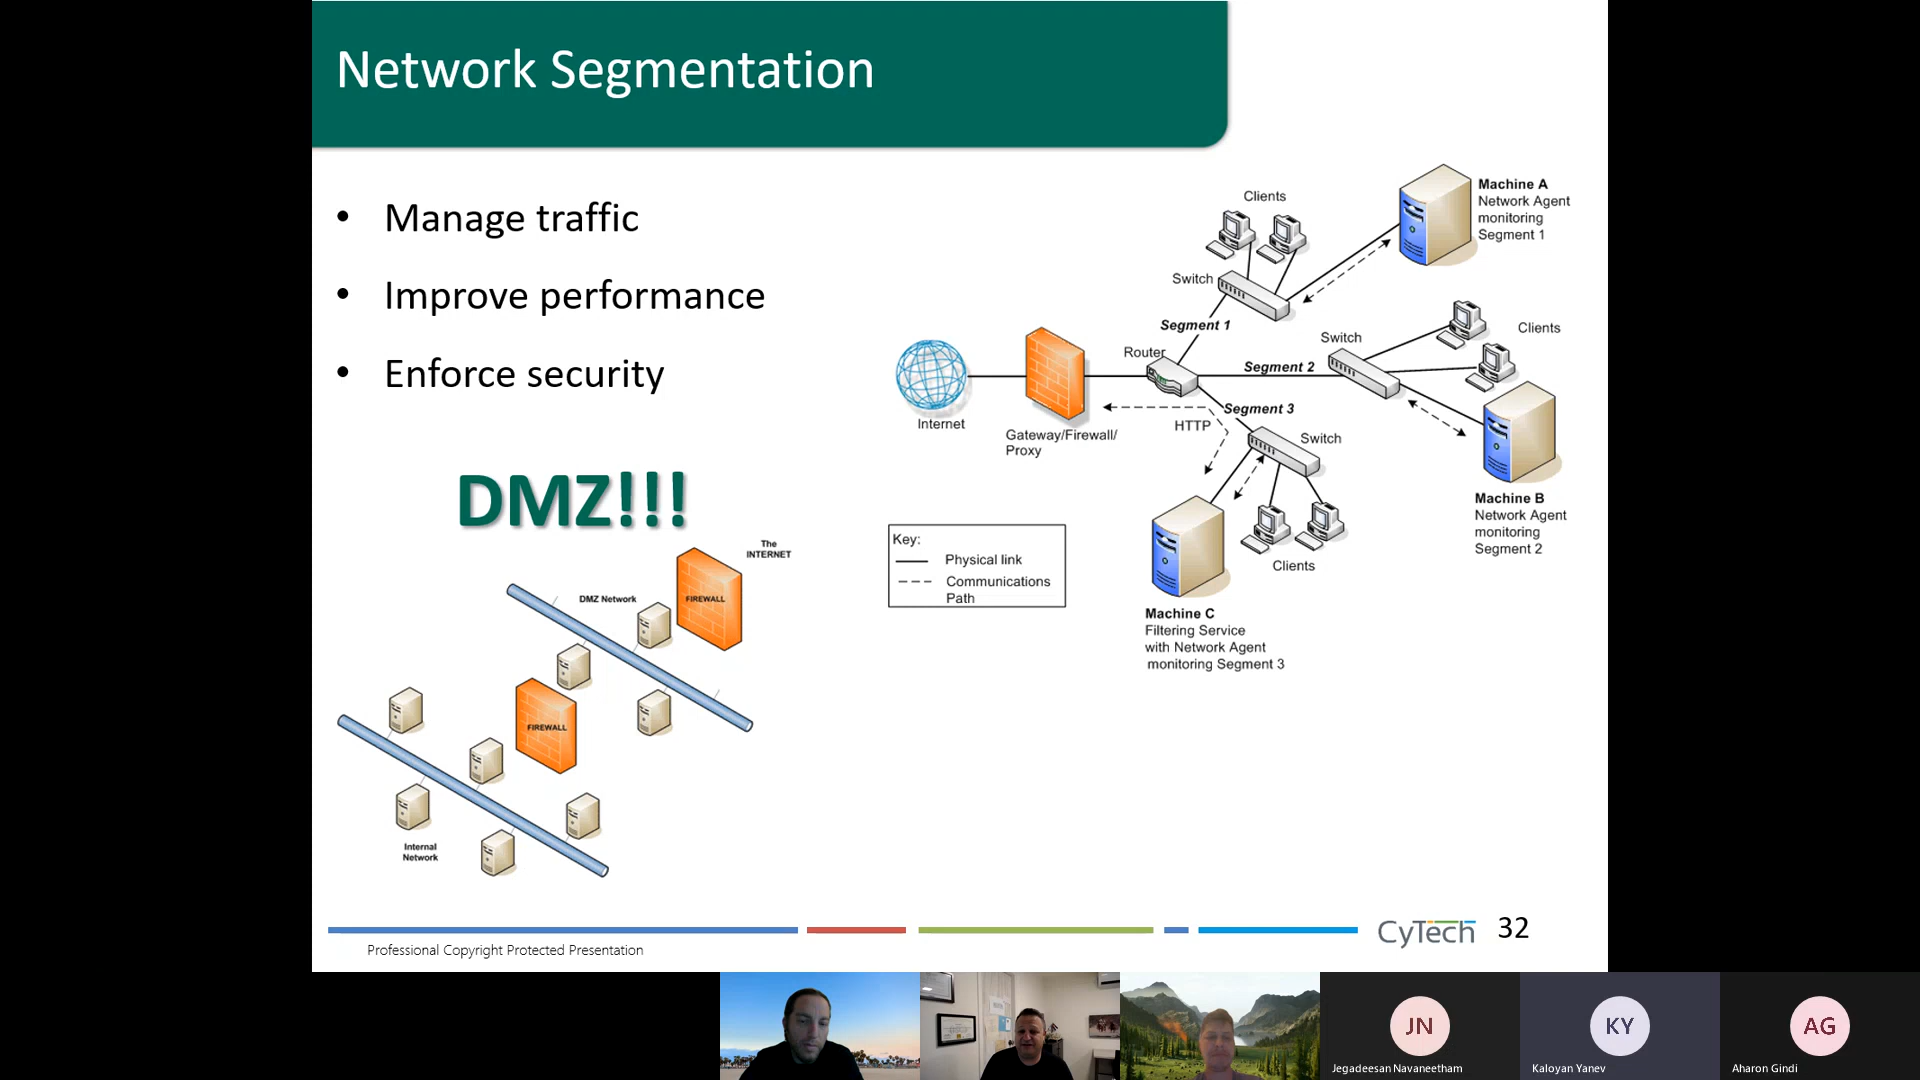 Network Segmentation
• Manage traffic
• Improve performance
• Enforce security
DMZ!!!
The
INTERNET
FIREWALL
DMZ Network
FIREWALL
Internal
Network
Clients
Machine A
Network Agent
monitoring
Segment 1
Switch
Segment 1
Switch
Clients
Router
Segment 2
Internet
Gateway/Firewall/
Proxy
Segment 3
HTTP
Switch
Machine B
Network Agent
monitoring
Segment 2
Key:
Physical link
Communications
Path
Clients
Machine C
Filtering Service
with Network Agent
monitoring Segment 3
Professional Copyright Protected Presentation
CyTech
32
JN
KY
AG
Jegadeesan Navaneetham
Kaloyan Yanev
Aharon Gindi